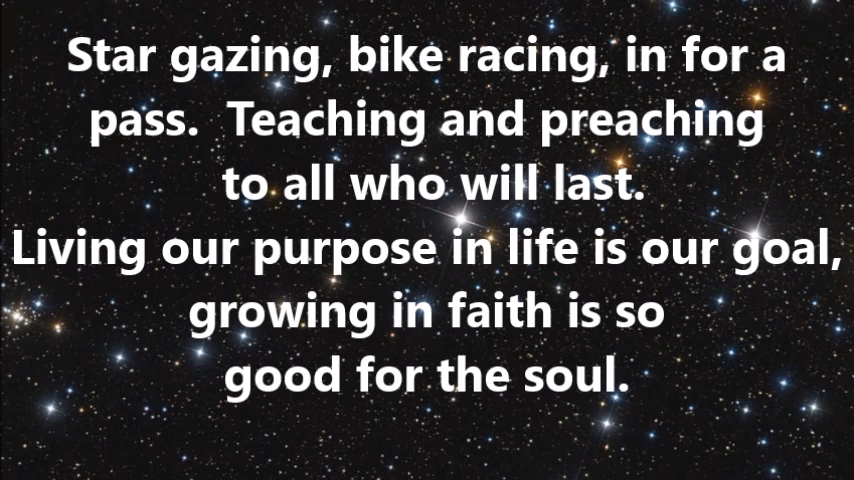 Star gazing, bike racing, in for a
pass.  Teaching and preaching
to all who will last.
Living our purpose in life is our goal,
growing in faith is so
good for the soul.